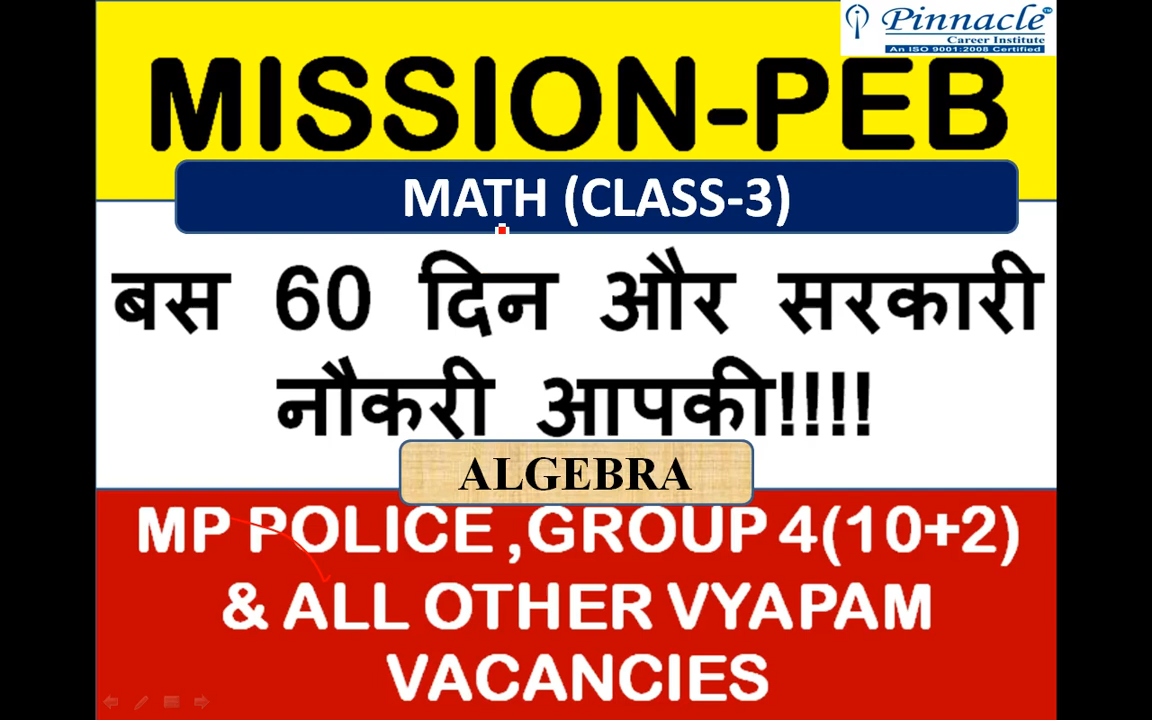 Pinnacle
Career Institute
An ISO 9001:2008 Certified
MISSION-PEB
MATH (CLASS-3)
बस 60 दिन और सरकारी
नौकरी आपकी!!!!
ALGEBRA
MP POLICE ,GROUP 4(10+2)
& ALL OTHER VYAPAM
VACANCIES